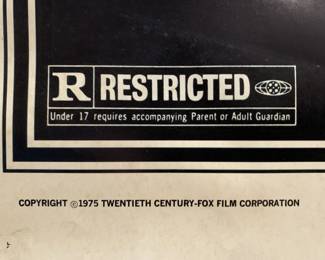 R RESTRICTED
Under 17 requires accompanying Parent or Adult Guardian
COPYRIGHT ©1975 TWENTIETH CENTURY-FOX FILM CORPORATION